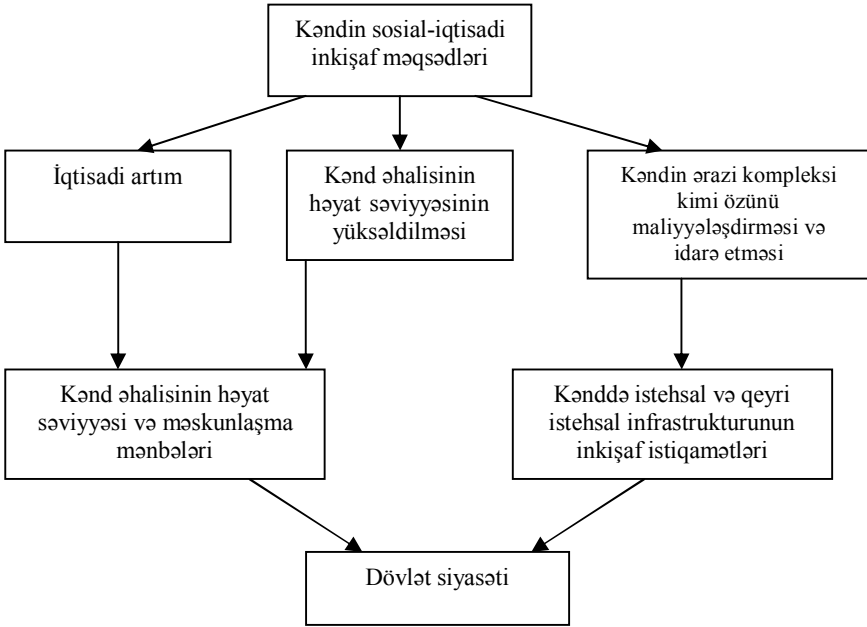 Kəndin sosial-iqtisadi
inkişaf məqsədləri
İqtisadi artım
Kənd əhalisinin
həyat səviyyəsinin
yüksəldilməsi
Kəndin ərazi kompleksi
kimi özünü
maliyyələşdirməsi və
idarə etməsi
Kənd əhalisinin həyat
səviyyəsi və məskunlaşma
mənbələri
Kənddə istehsal və qeyri
istehsal infrastrukturunun
inkişaf istiqamətləri
Dövlət siyasəti